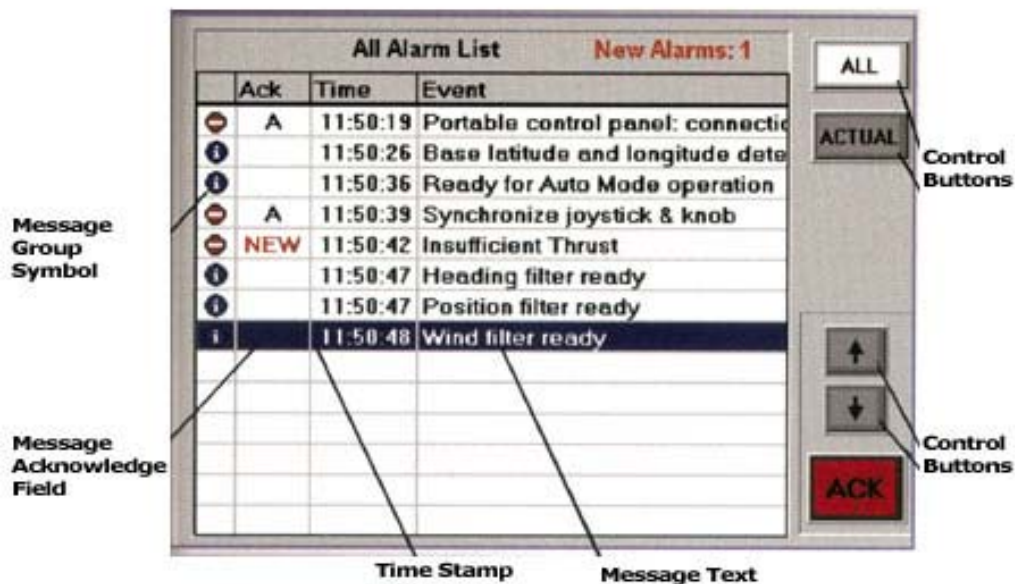 All Alarm List New Alarms: 1
ALL
Ack Time Event
A 11:50:19 Portable control panel: connectic
ACTUAL
11:50:26 Base latitude and longitude dete
Control
Buttons
11:50:36 Ready for Auto Mode operation
Message
Group
Symbol
A 11:50:39 Synchronize joystick & knob
NEW 11:50:42 Insufficient Thrust
11:50:47 Heading filter ready
11:50:47 Position filter ready
11:50:48 Wind filter ready
Message
Acknowledge
Field
Control
Buttons
ACK
Time Stamp
Message Text